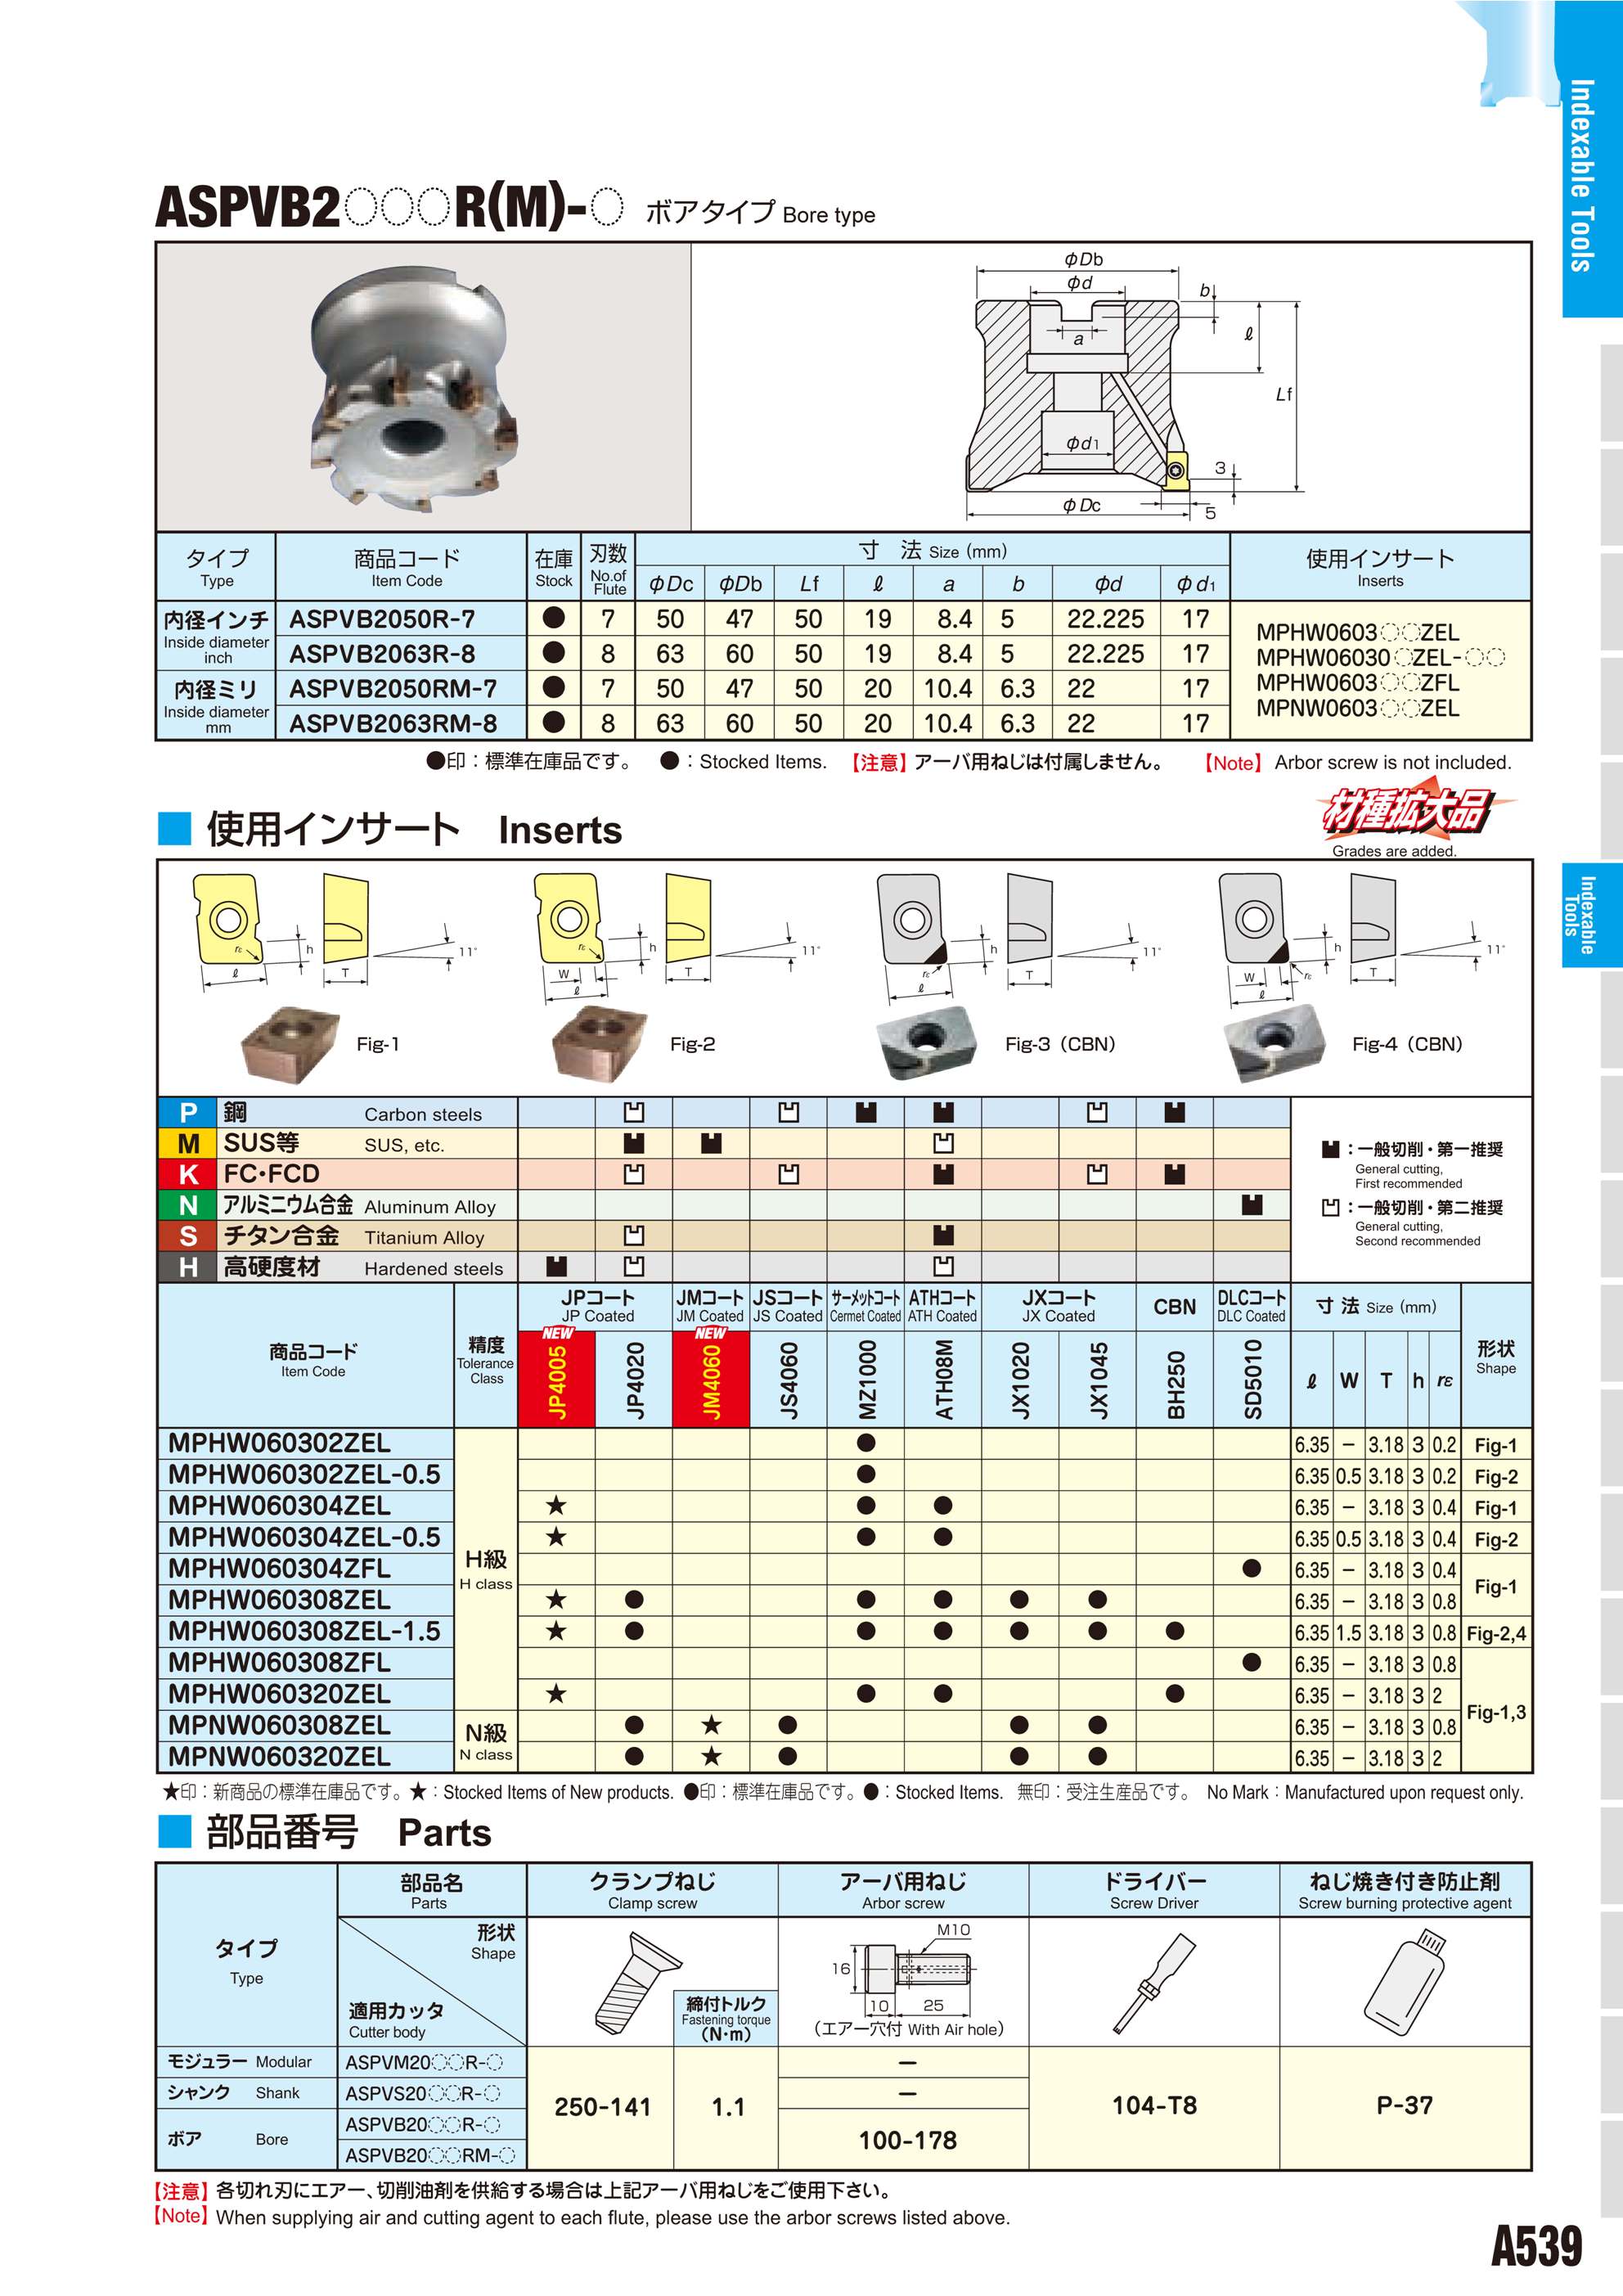 Indexable Tools
ASPVB2◌◌◌R(M)-◌ ボアタイプ Bore type
φDb
φd
b
a
ℓ
Lf
φd1
3
φDc
5
タイプ Type 商品コード Item Code 在庫 Stock 刃数 No.of Flute 寸 法 Size (mm) 使用インサート Inserts
φDc φDb Lf ℓ a b φd φd1
内径インチ Inside diameter inch
ASPVB2050R-7 ● 7 50 47 50 19 8.4 5 22.225 17
ASPVB2063R-8 ● 8 63 60 50 19 8.4 5 22.225 17
内径ミリ Inside diameter mm
ASPVB2050RM-7 ● 7 50 47 50 20 10.4 6.3 22 17
ASPVB2063RM-8 ● 8 63 60 50 20 10.4 6.3 22 17
MPHW0603◌◌ZEL
MPHW06030◌ZEL-◌◌
MPHW0603◌◌ZFL
MPNW0603◌◌ZEL
●印：標準在庫品です。 ●：Stocked Items. 【注意】アーバ用ねじは付属しません。 【Note】Arbor screw is not included.
■ 使用インサート Inserts
材種拡大品
Grades are added.
Indexable Tools
rε h 11° ℓ T
Fig-1
rε h 11° W T ℓ
Fig-2
h 11° rε T ℓ
Fig-3（CBN）
h 11° W rε T ℓ
Fig-4（CBN）
P 鋼 Carbon steels
M SUS等 SUS, etc.
K FC・FCD
N アルミニウム合金 Aluminum Alloy
S チタン合金 Titanium Alloy
H 高硬度材 Hardened steels
：一般切削・第一推奨
General cutting,
First recommended
：一般切削・第二推奨
General cutting,
Second recommended
商品コード Item Code 精度 Tolerance Class
JPコート JP Coated JMコート JM Coated JSコート JS Coated サーメットコート Cermet Coated ATHコート ATH Coated JXコート JX Coated CBN DLCコート DLC Coated 寸 法 Size (mm) 形状 Shape
NEW JP4005 JP4020 NEW JM4060 JS4060 MZ1000 ATH08M JX1020 JX1045 BH250 SD5010 ℓ W T h rε
MPHW060302ZEL ● 6.35 − 3.18 3 0.2 Fig-1
MPHW060302ZEL-0.5 ● 6.35 0.5 3.18 3 0.2 Fig-2
MPHW060304ZEL ★ ● ● 6.35 − 3.18 3 0.4 Fig-1
MPHW060304ZEL-0.5 ★ ● ● 6.35 0.5 3.18 3 0.4 Fig-2
H級 H class
MPHW060304ZFL ● 6.35 − 3.18 3 0.4
Fig-1
MPHW060308ZEL ★ ● ● ● ● ● 6.35 − 3.18 3 0.8
MPHW060308ZEL-1.5 ★ ● ● ● ● ● ● 6.35 1.5 3.18 3 0.8 Fig-2,4
MPHW060308ZFL ● 6.35 − 3.18 3 0.8
MPHW060320ZEL ★ ● ● ● 6.35 − 3.18 3 2
Fig-1,3
N級 N class
MPNW060308ZEL ● ★ ● ● ● 6.35 − 3.18 3 0.8
MPNW060320ZEL ● ★ ● ● ● 6.35 − 3.18 3 2
★印：新商品の標準在庫品です。★：Stocked Items of New products. ●印：標準在庫品です。●：Stocked Items. 無印：受注生産品です。 No Mark：Manufactured upon request only.
■ 部品番号 Parts
タイプ Type
部品名 Parts
クランプねじ Clamp screw
アーバ用ねじ Arbor screw
ドライバー Screw Driver
ねじ焼き付き防止剤 Screw burning protective agent
形状 Shape
適用カッタ Cutter body
締付トルク Fastening torque (N･m)
M10
16
10 25
（エアー穴付 With Air hole）
モジュラー Modular ASPVM20◌◌R-◌ −
シャンク Shank ASPVS20◌◌R-◌ −
ボア Bore ASPVB20◌◌R-◌
ASPVB20◌◌RM-◌
250-141 1.1 100-178 104-T8 P-37
【注意】各切れ刃にエアー、切削油剤を供給する場合は上記アーバ用ねじをご使用下さい。
【Note】When supplying air and cutting agent to each flute, please use the arbor screws listed above.
A539